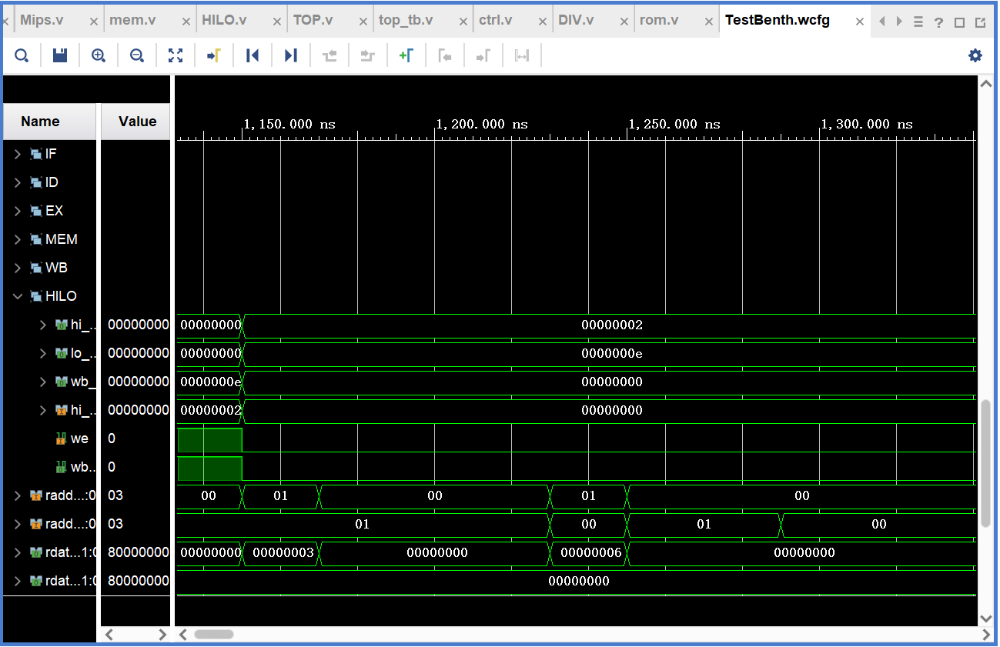 Mips.v mem.v HILO.v TOP.v top_tb.v ctrl.v DIV.v rom.v TestBenth.wcfg
Name Value
1,150.000 ns 1,200.000 ns 1,250.000 ns 1,300.000 ns
IF
ID
EX
MEM
WB
HILO
hi_... 00000000 00000000 00000002
lo_... 00000000 00000000 0000000e
wb_ 00000000 0000000e 00000000
hi_... 00000000 00000002 00000000
we 0
wb... 0
radd...:0 03 00 01 00 01 00
radd...:0 03 01 00 01 00
rdat...1:0 80000000 00000000 00000003 00000000 00000006 00000000
rdat...1:0 80000000 00000000